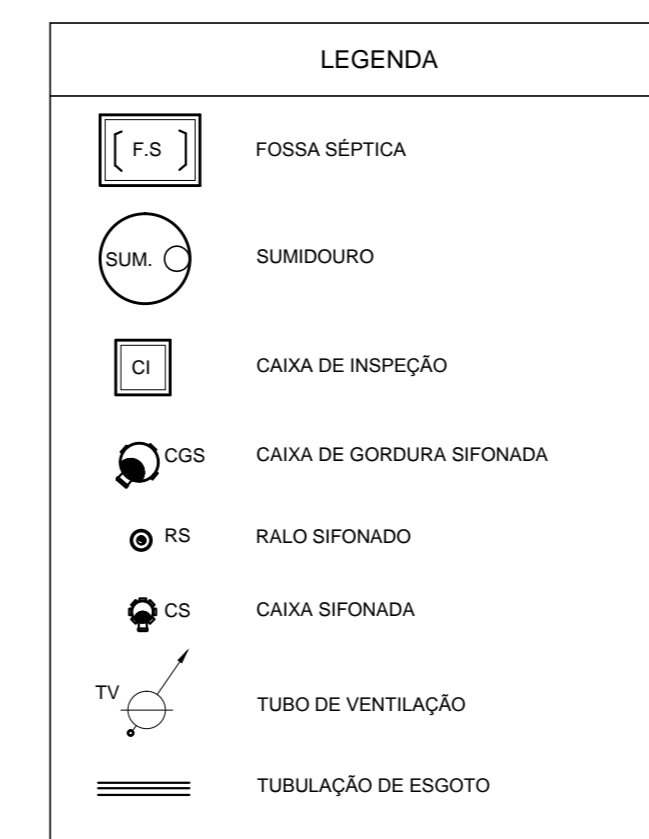 LEGENDA
F.S FOSSA SÉPTICA
SUM. SUMIDOURO
CI CAIXA DE INSPEÇÃO
CGS CAIXA DE GORDURA SIFONADA
RS RALO SIFONADO
CS CAIXA SIFONADA
TV TUBO DE VENTILAÇÃO
TUBULAÇÃO DE ESGOTO